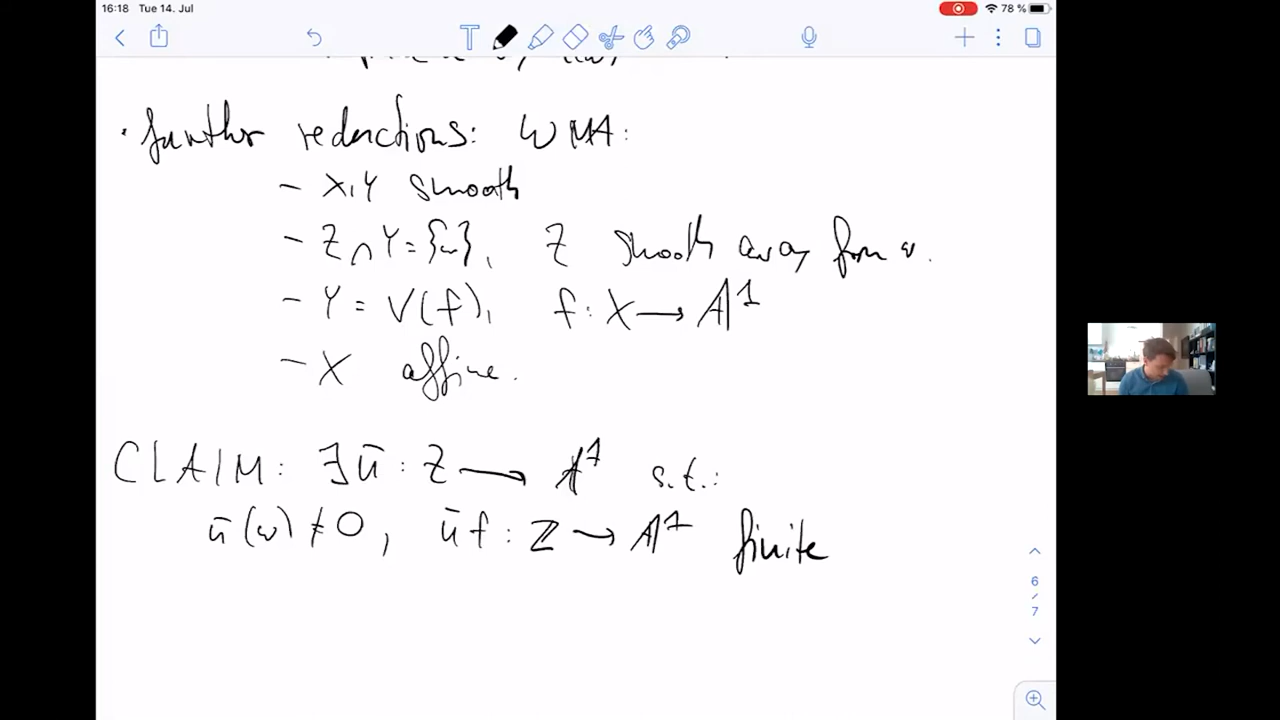 16:18 Tue 14. Jul
78 %
· further reductions: WMA:
– X, Y smooth
– Z ∩ Y = {w}, Z smooth away from w.
– Y = V(f), f: X → A¹
– X affine.
CLAIM: ∃ ū : Z → A¹ s.t.:
ū(w) ≠ 0, ūf : Z → A¹ finite
6
/
7